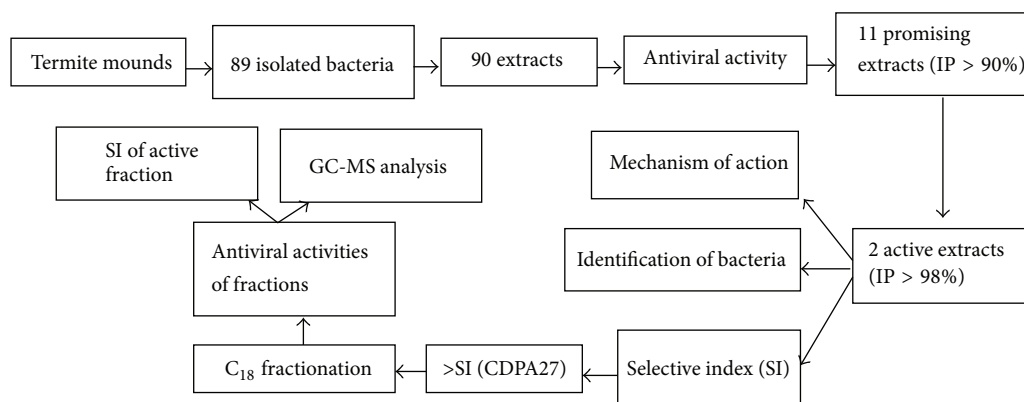 Termite mounds
89 isolated bacteria
90 extracts
Antiviral activity
11 promising
extracts (IP > 90%)
2 active extracts
(IP > 98%)
Mechanism of action
Identification of bacteria
Selective index (SI)
>SI (CDPA27)
C₁₈ fractionation
Antiviral activities
of fractions
SI of active
fraction
GC-MS analysis